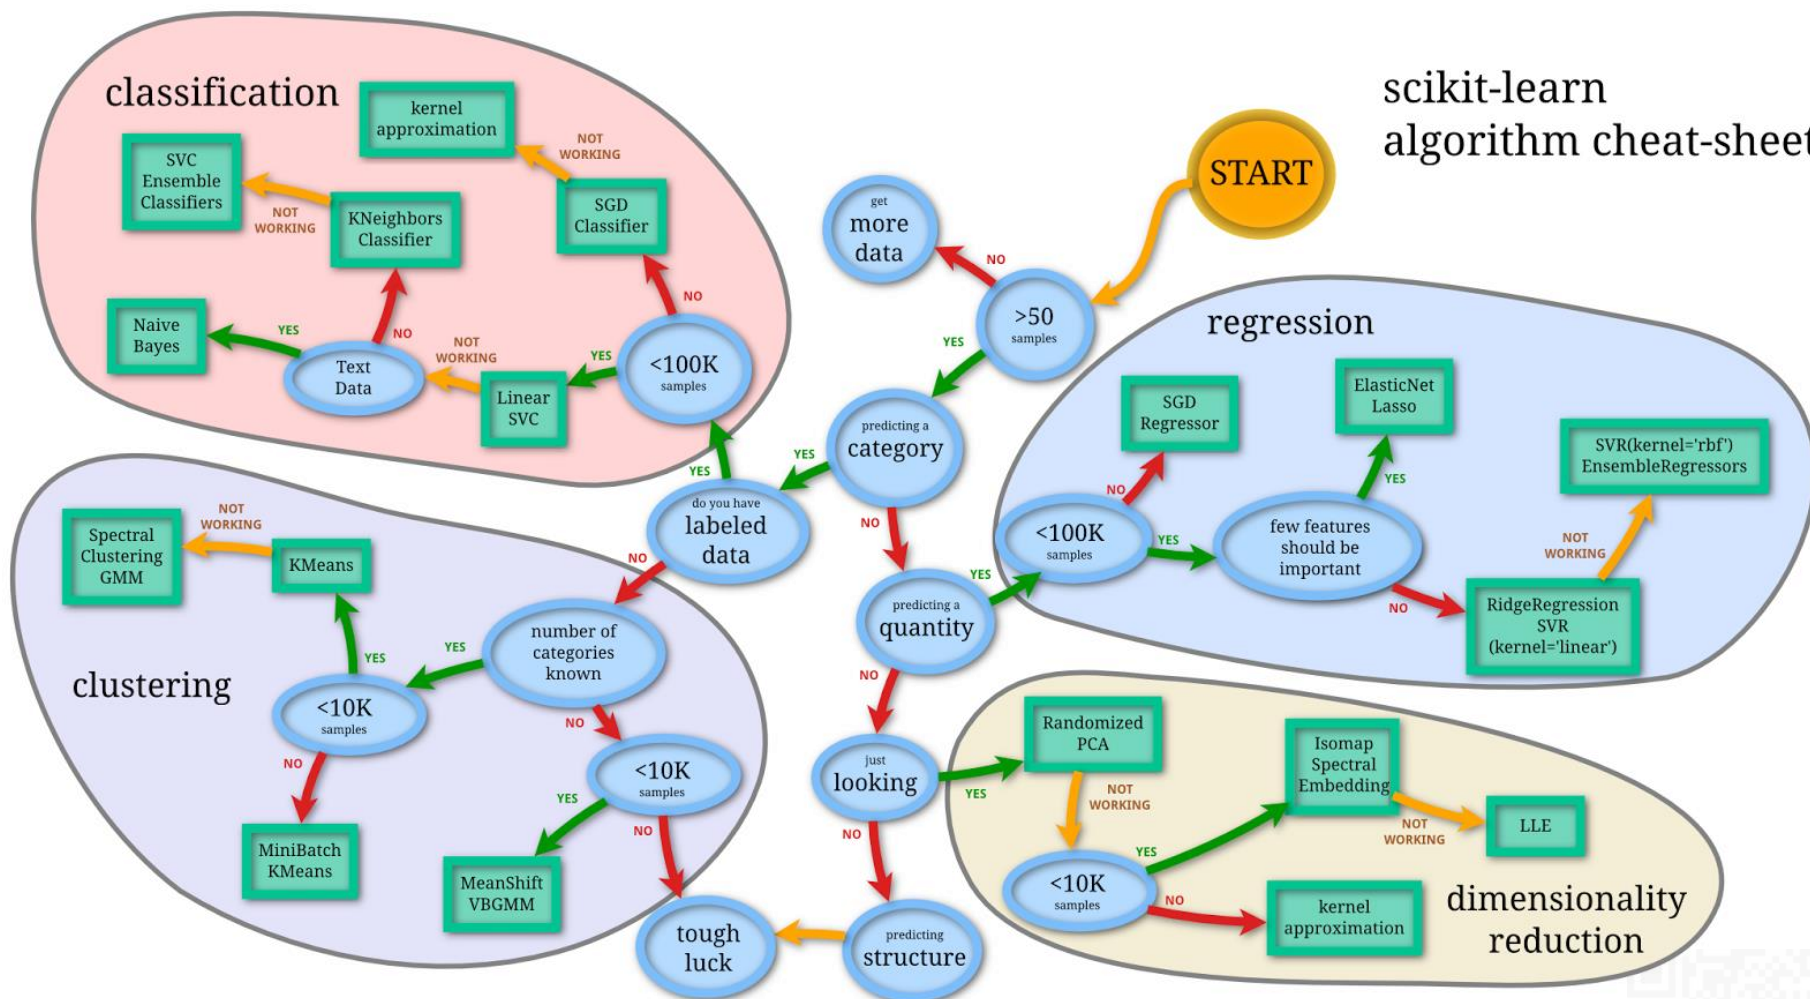 scikit-learn
algorithm cheat-sheet
START
classification
kernel
approximation
NOT
WORKING
SVC
Ensemble
Classifiers
NOT
WORKING
KNeighbors
Classifier
SGD
Classifier
NO
Naive
Bayes
YES
NO
Text
Data
NOT
WORKING
Linear
SVC
YES
<100K
samples
get
more
data
NO
>50
samples
YES
predicting a
category
YES
NO
do you have
labeled
data
YES
NO
predicting a
quantity
YES
NO
just
looking
YES
NO
predicting
structure
tough
luck
regression
SGD
Regressor
NO
<100K
samples
YES
ElasticNet
Lasso
YES
few features
should be
important
NO
SVR(kernel='rbf')
EnsembleRegressors
NOT
WORKING
RidgeRegression
SVR
(kernel='linear')
clustering
Spectral
Clustering
GMM
NOT
WORKING
KMeans
YES
number of
categories
known
YES
NO
<10K
samples
NO
MiniBatch
KMeans
<10K
samples
YES
NO
MeanShift
VBGMM
dimensionality
reduction
Randomized
PCA
NOT
WORKING
Isomap
Spectral
Embedding
NOT
WORKING
LLE
YES
<10K
samples
NO
kernel
approximation